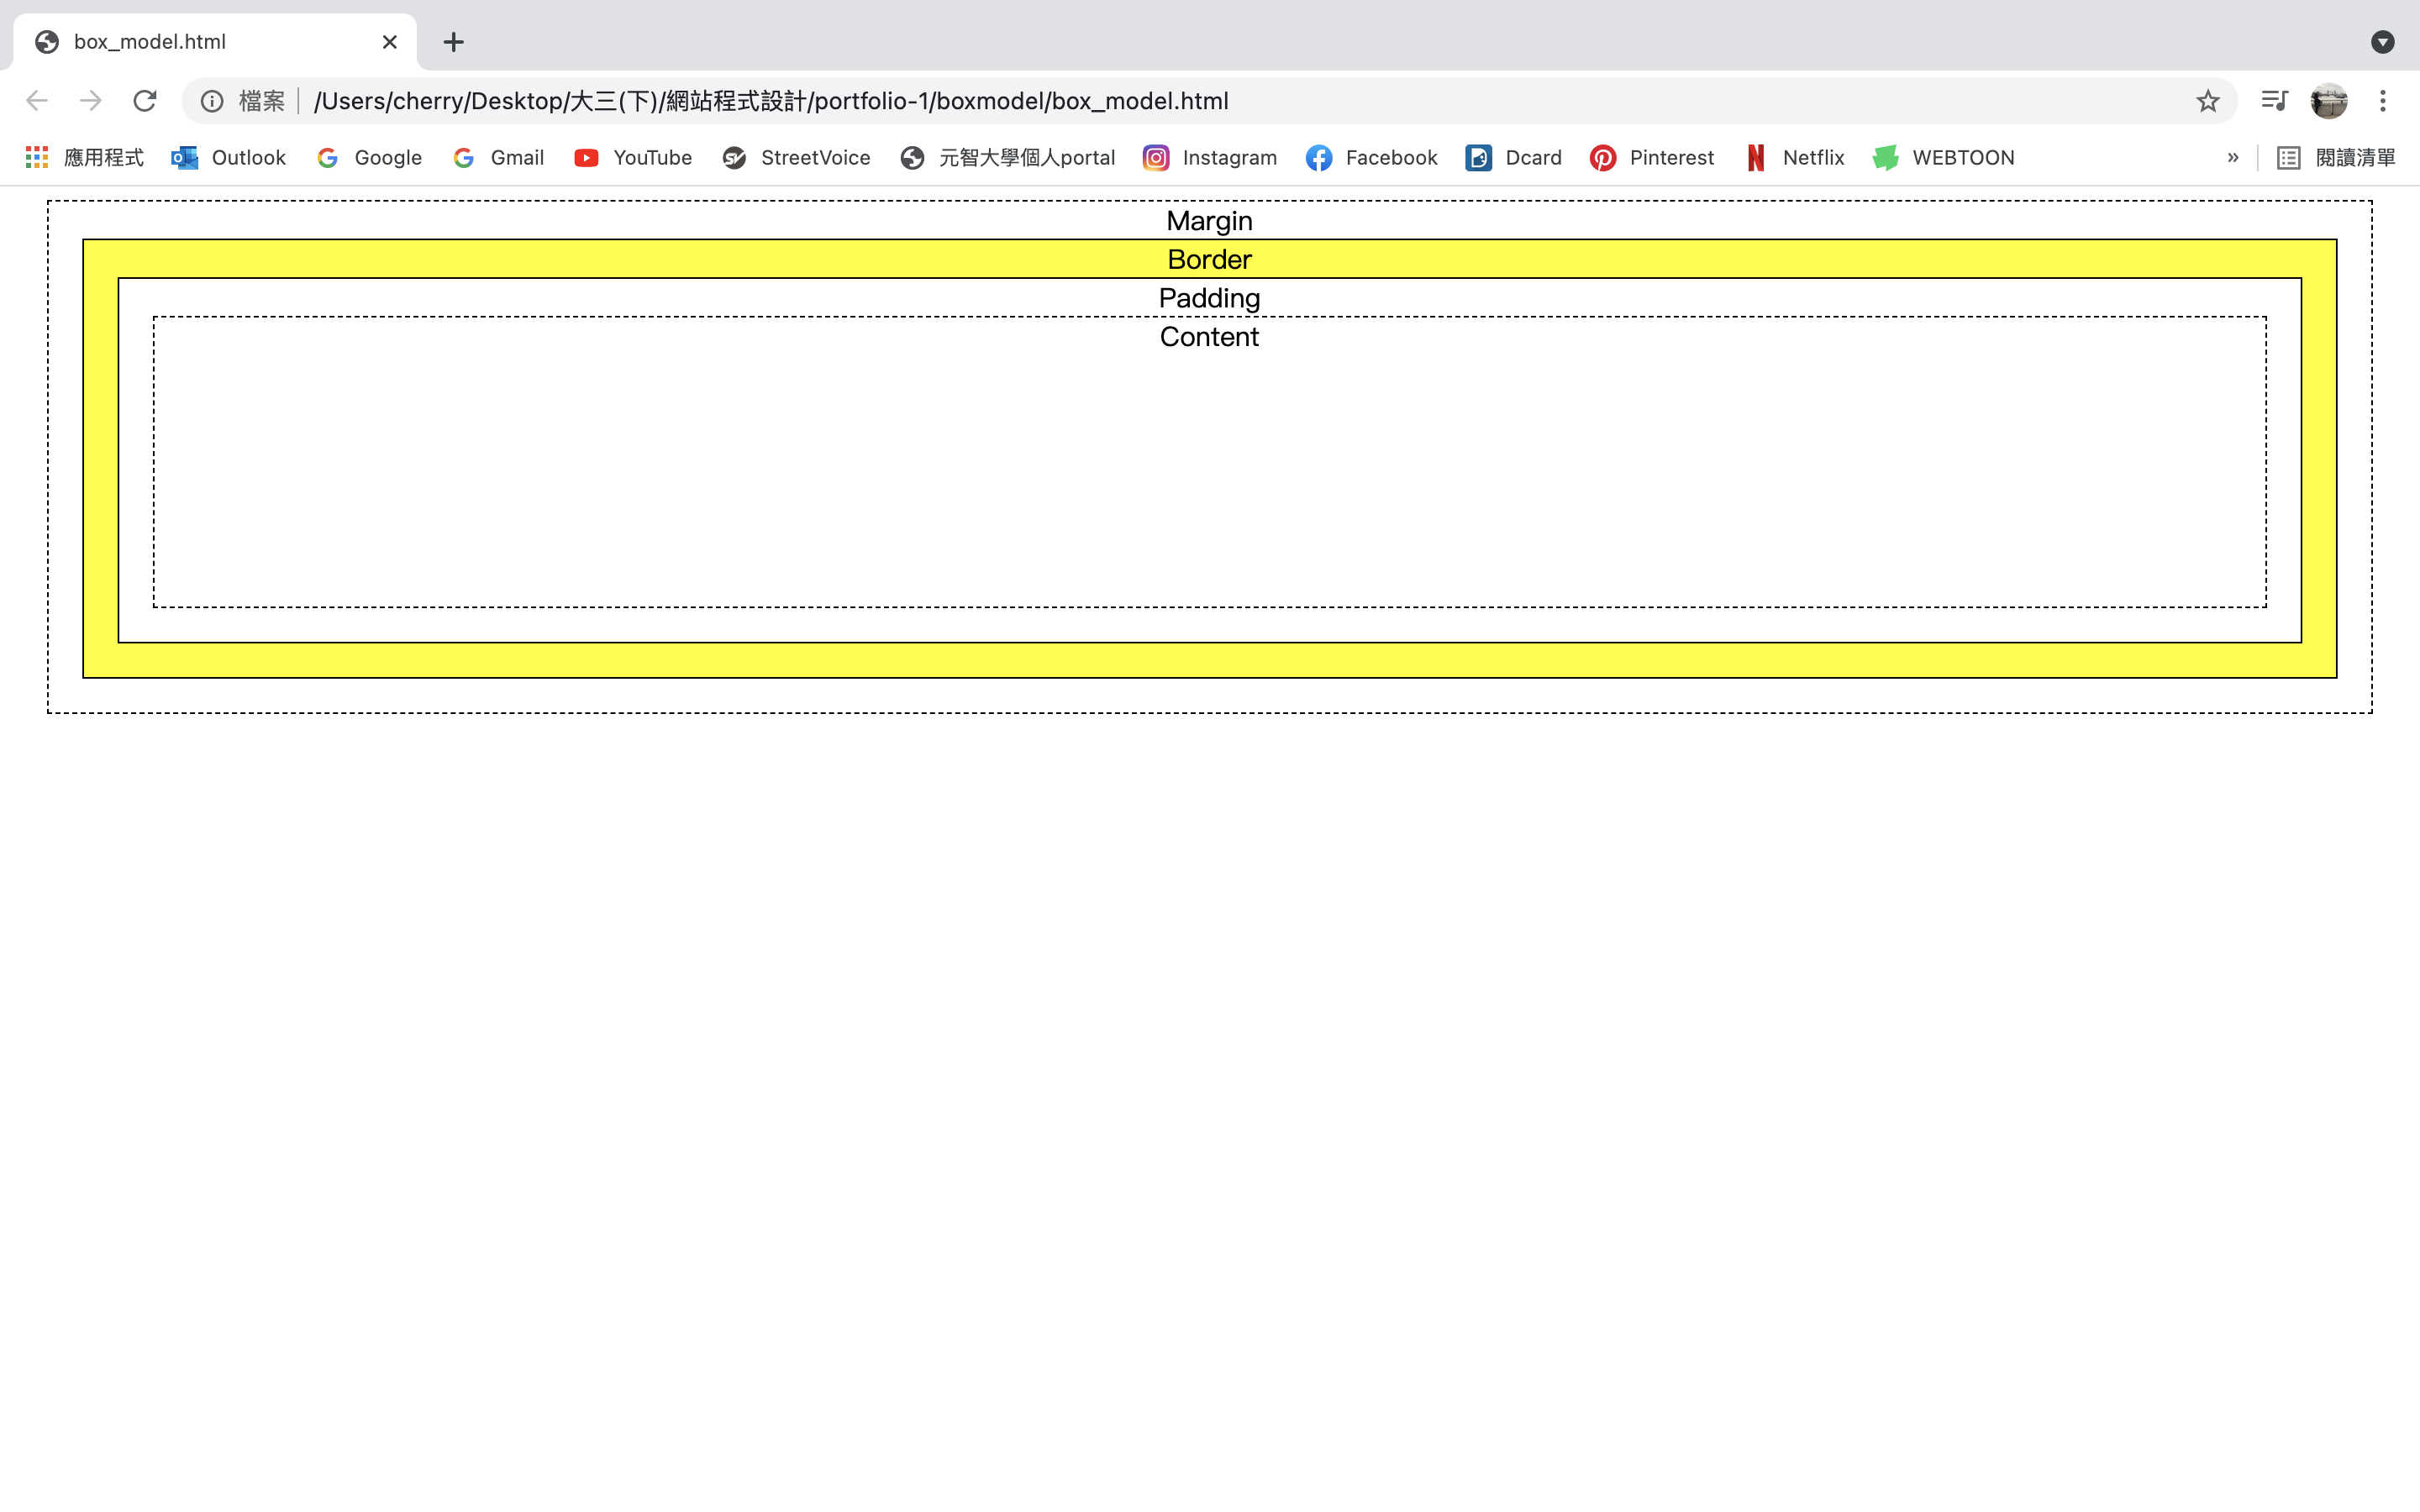 box_model.html
檔案 /Users/cherry/Desktop/大三(下)/網站程式設計/portfolio-1/boxmodel/box_model.html
應用程式 Outlook Google Gmail YouTube StreetVoice 元智大學個人portal Instagram Facebook Dcard Pinterest Netflix WEBTOON » 閱讀清單
Margin
Border
Padding
Content